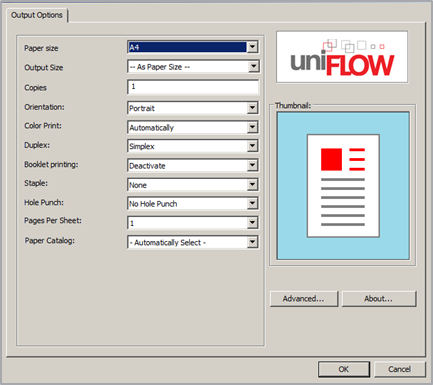 Output Options
Paper size A4
Output Size -- As Paper Size --
Copies 1
Orientation: Portrait
Color Print: Automatically
Duplex: Simplex
Booklet printing: Deactivate
Staple: None
Hole Punch: No Hole Punch
Pages Per Sheet: 1
Paper Catalog: - Automatically Select -
uniFLOW
Thumbnail:
Advanced... About...
OK Cancel